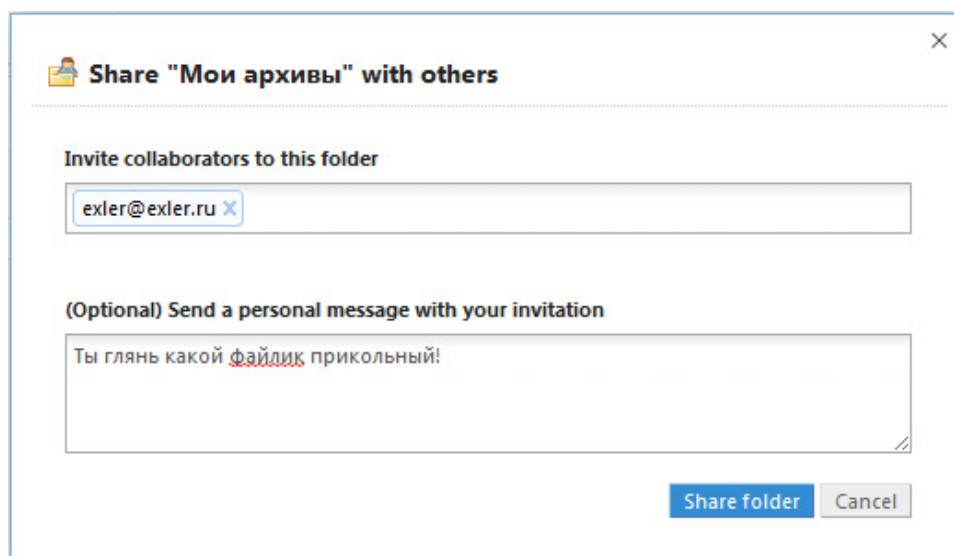 Share "Мои архивы" with others
Invite collaborators to this folder
exler@exler.ru
(Optional) Send a personal message with your invitation
Ты глянь какой файлик прикольный!
Share folder Cancel